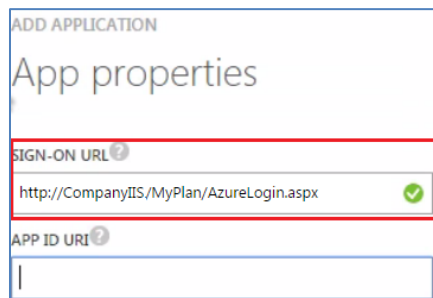 ADD APPLICATION
App properties
SIGN-ON URL ?
http://CompanyIIS/MyPlan/AzureLogin.aspx
APP ID URI ?